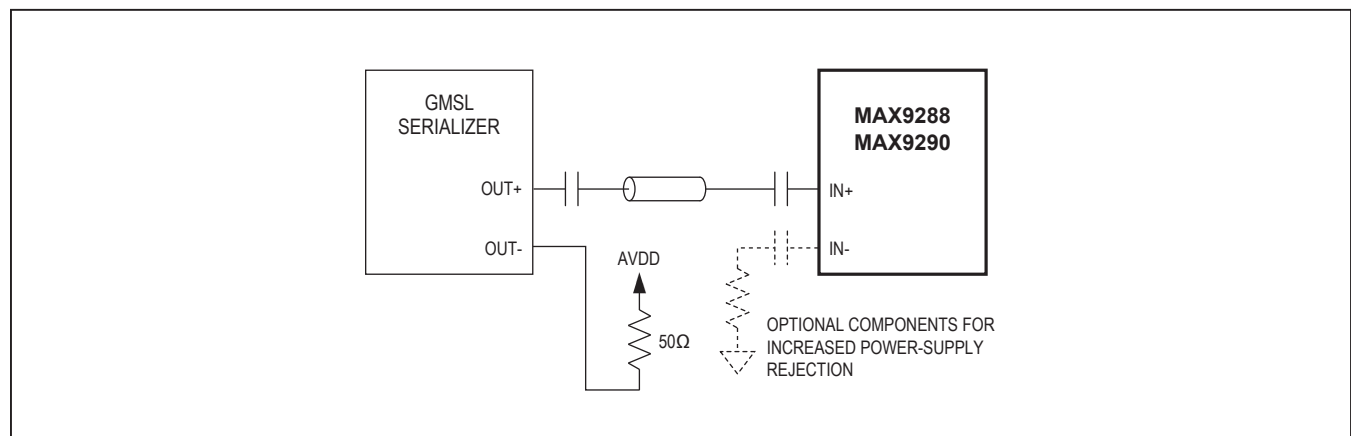 GMSL
SERIALIZER
OUT+
OUT-
AVDD
50Ω
MAX9288
MAX9290
IN+
IN-
OPTIONAL COMPONENTS FOR
INCREASED POWER-SUPPLY
REJECTION